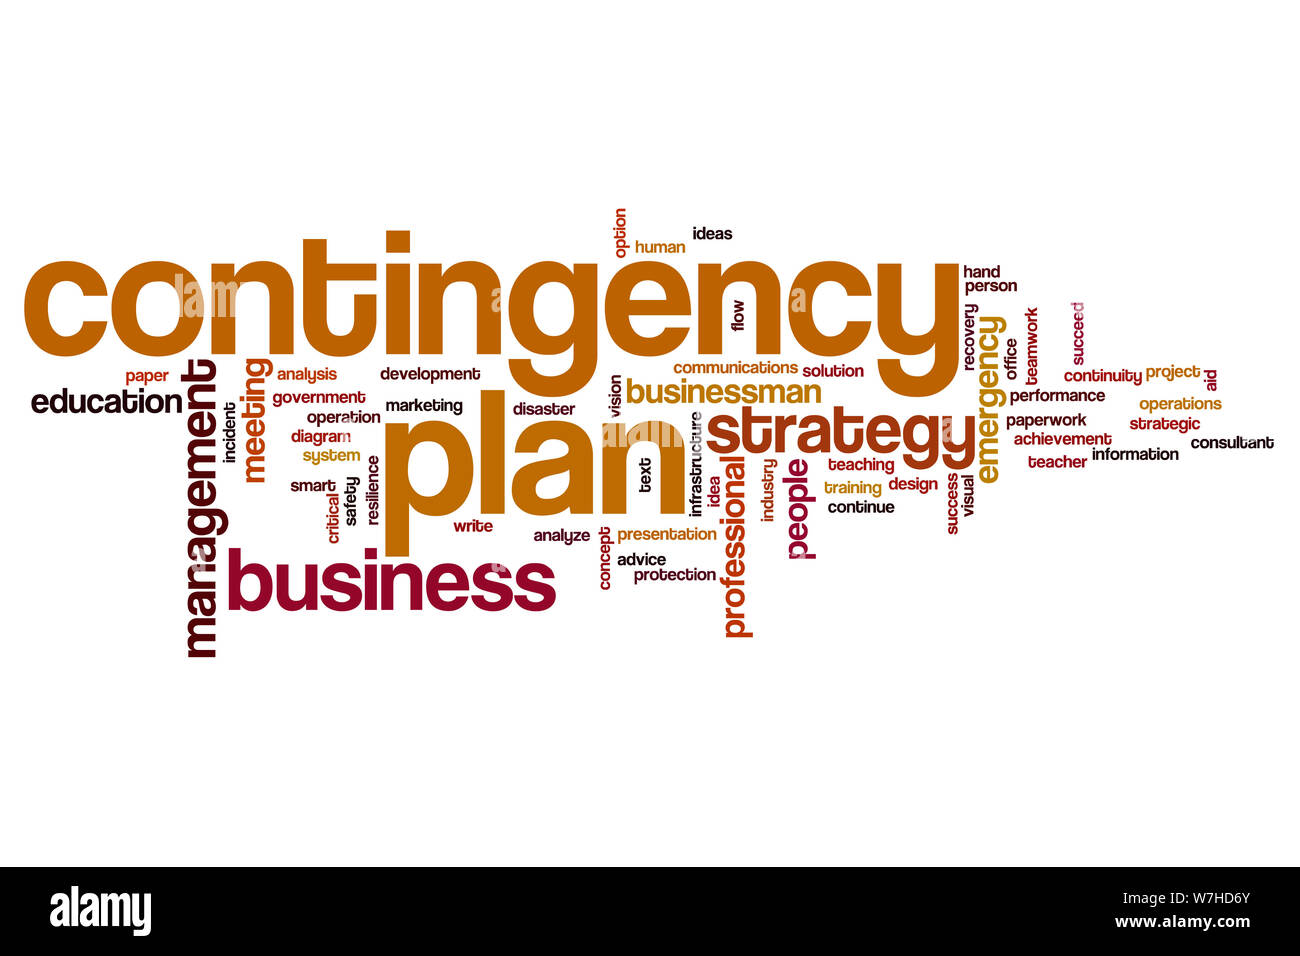 option
human
ideas
contingency
hand
person
flow
recovery
emergency
office
teamwork
succeed
paper
management
meeting
analysis
development
communications
solution
continuity
project
aid
education
incident
government
marketing
disaster
vision
businessman
performance
operations
operation
plan
infrastructure
strategy
paperwork
strategic
diagram
achievement
consultant
system
resilience
text
professional
industry
people
teaching
teacher
information
smart
critical
safety
idea
training
design
success
visual
continue
write
analyze
concept
presentation
advice
protection
business
alamy
Image ID: W7HD6Y
www.alamy.com